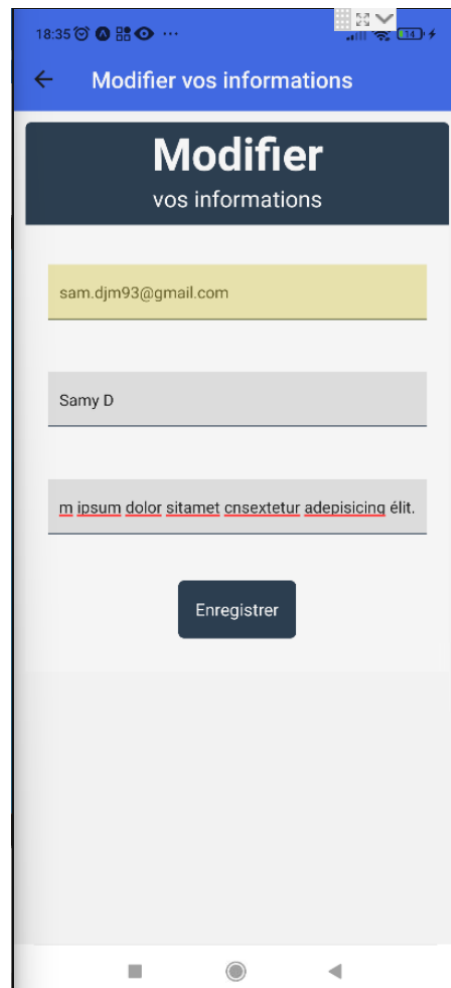 18:35
14
Modifier vos informations
Modifier
vos informations
sam.djm93@gmail.com
Samy D
m ipsum dolor sitamet cnsextetur adepisicing élit.
Enregistrer